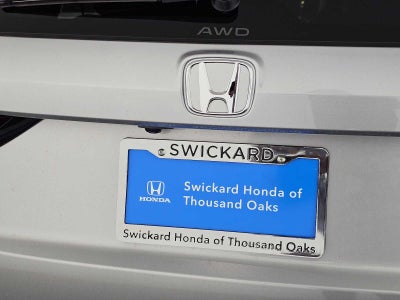 AWD
SWICKARD
Swickard Honda of
Thousand Oaks
HONDA
Swickard Honda of Thousand Oaks